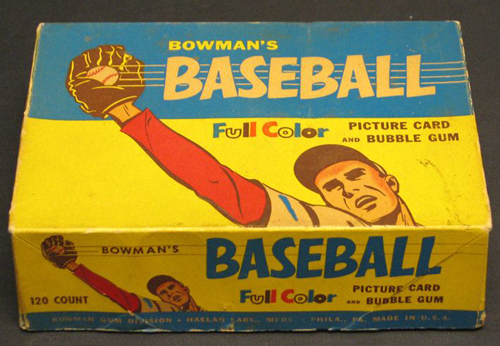 BOWMAN'S
BASEBALL
Full Color PICTURE CARD
AND BUBBLE GUM
BOWMAN'S BASEBALL
120 COUNT Full Color PICTURE CARD
AND BUBBLE GUM
BOWMAN GUM DIVISION • HAELAN LABS., MFRS. • PHILA., PA. MADE IN U.S.A.